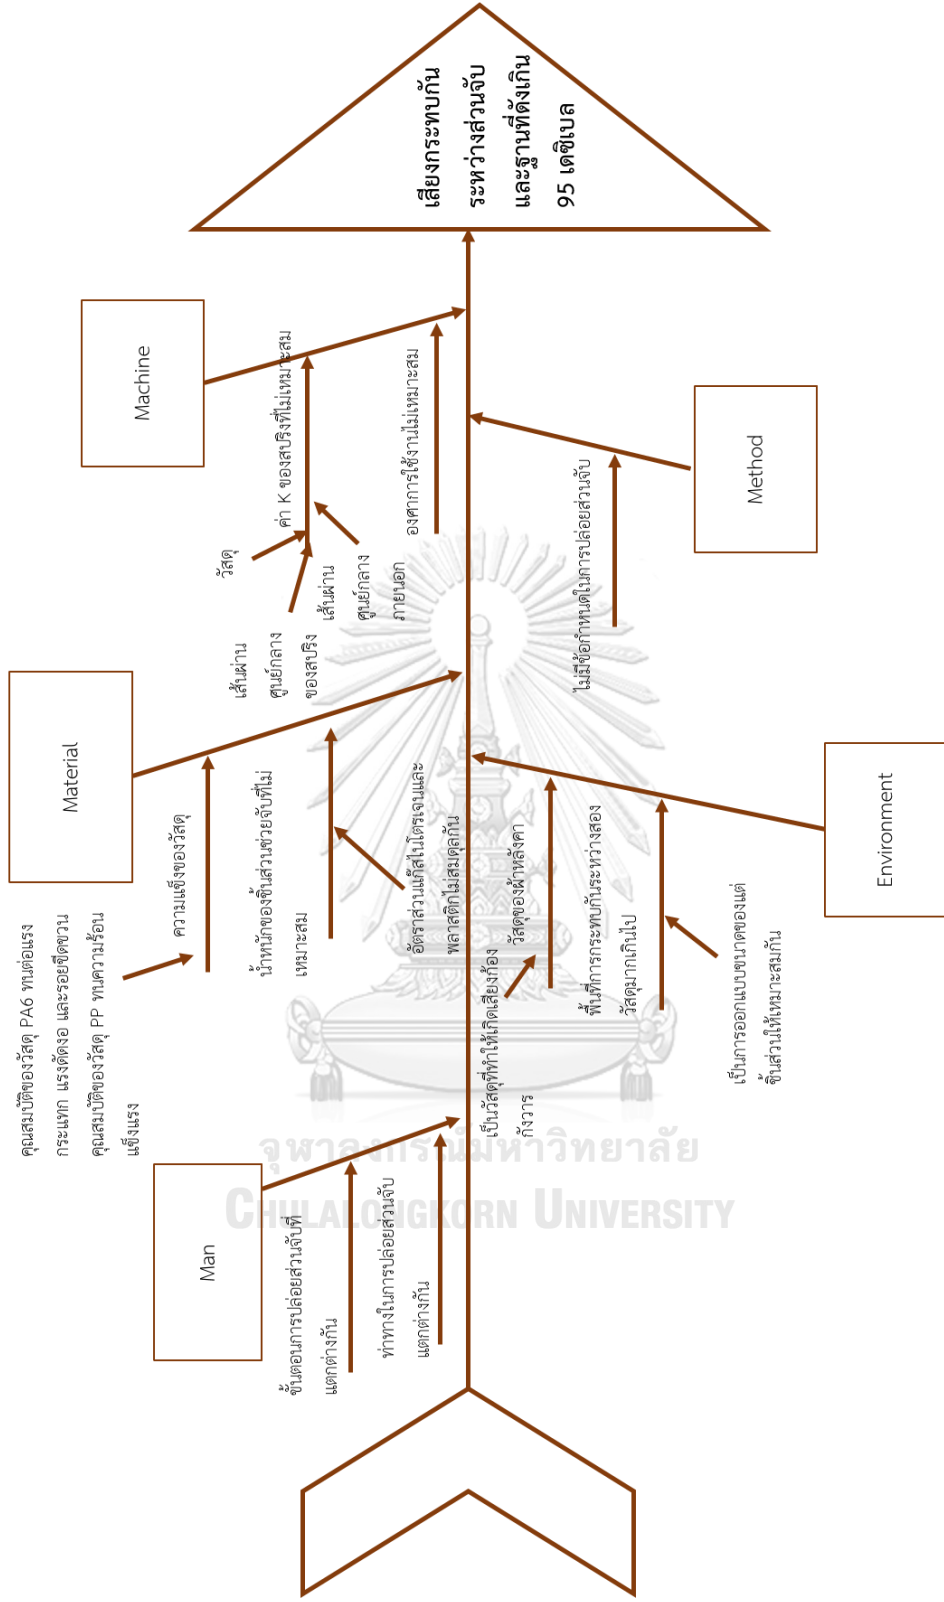 คุณสมบัติของวัสดุ PA6 ทนต่อแรง
กระแทก แรงดัดงอ และรอยขีดขวน
คุณสมบัติของวัสดุ PP ทนความร้อน
แข็งแรง
Man
Material
Machine
ขั้นตอนการปล่อยส่วนจับที่
แตกต่างกัน
ท่าทางในการปล่อยส่วนจับ
แตกต่างกัน
ความแข็งของวัสดุ
น้ำหนักของชิ้นส่วนช่วยจับที่ไม่
เหมาะสม
อัตราส่วนแก๊สไนโตรเจนและ
พลาสติกไม่สมดุลกัน
วัสดุ
เส้นผ่าน
ศูนย์กลาง
ของสปริง
เส้นผ่าน
ศูนย์กลาง
ภายนอก
ค่า K ของสปริงที่ไม่เหมาะสม
องศาการใช้งานไม่เหมาะสม
เสียงกระทบกัน
ระหว่างส่วนจับ
และฐานที่ดังเกิน
95 เดซิเบล
เป็นวัสดุที่ทำให้เกิดเสียงก้อง
กังวาร
วัสดุของผ้าหลังคา
พื้นที่การกระทบกันระหว่างสอง
วัสดุมากเกินไป
เป็นการออกแบบขนาดของแต่
ชิ้นส่วนให้เหมาะสมกัน
ไม่มีข้อกำหนดในการปล่อยส่วนจับ
Environment
Method
จุฬาลงกรณ์มหาวิทยาลัย
CHULALONGKORN UNIVERSITY